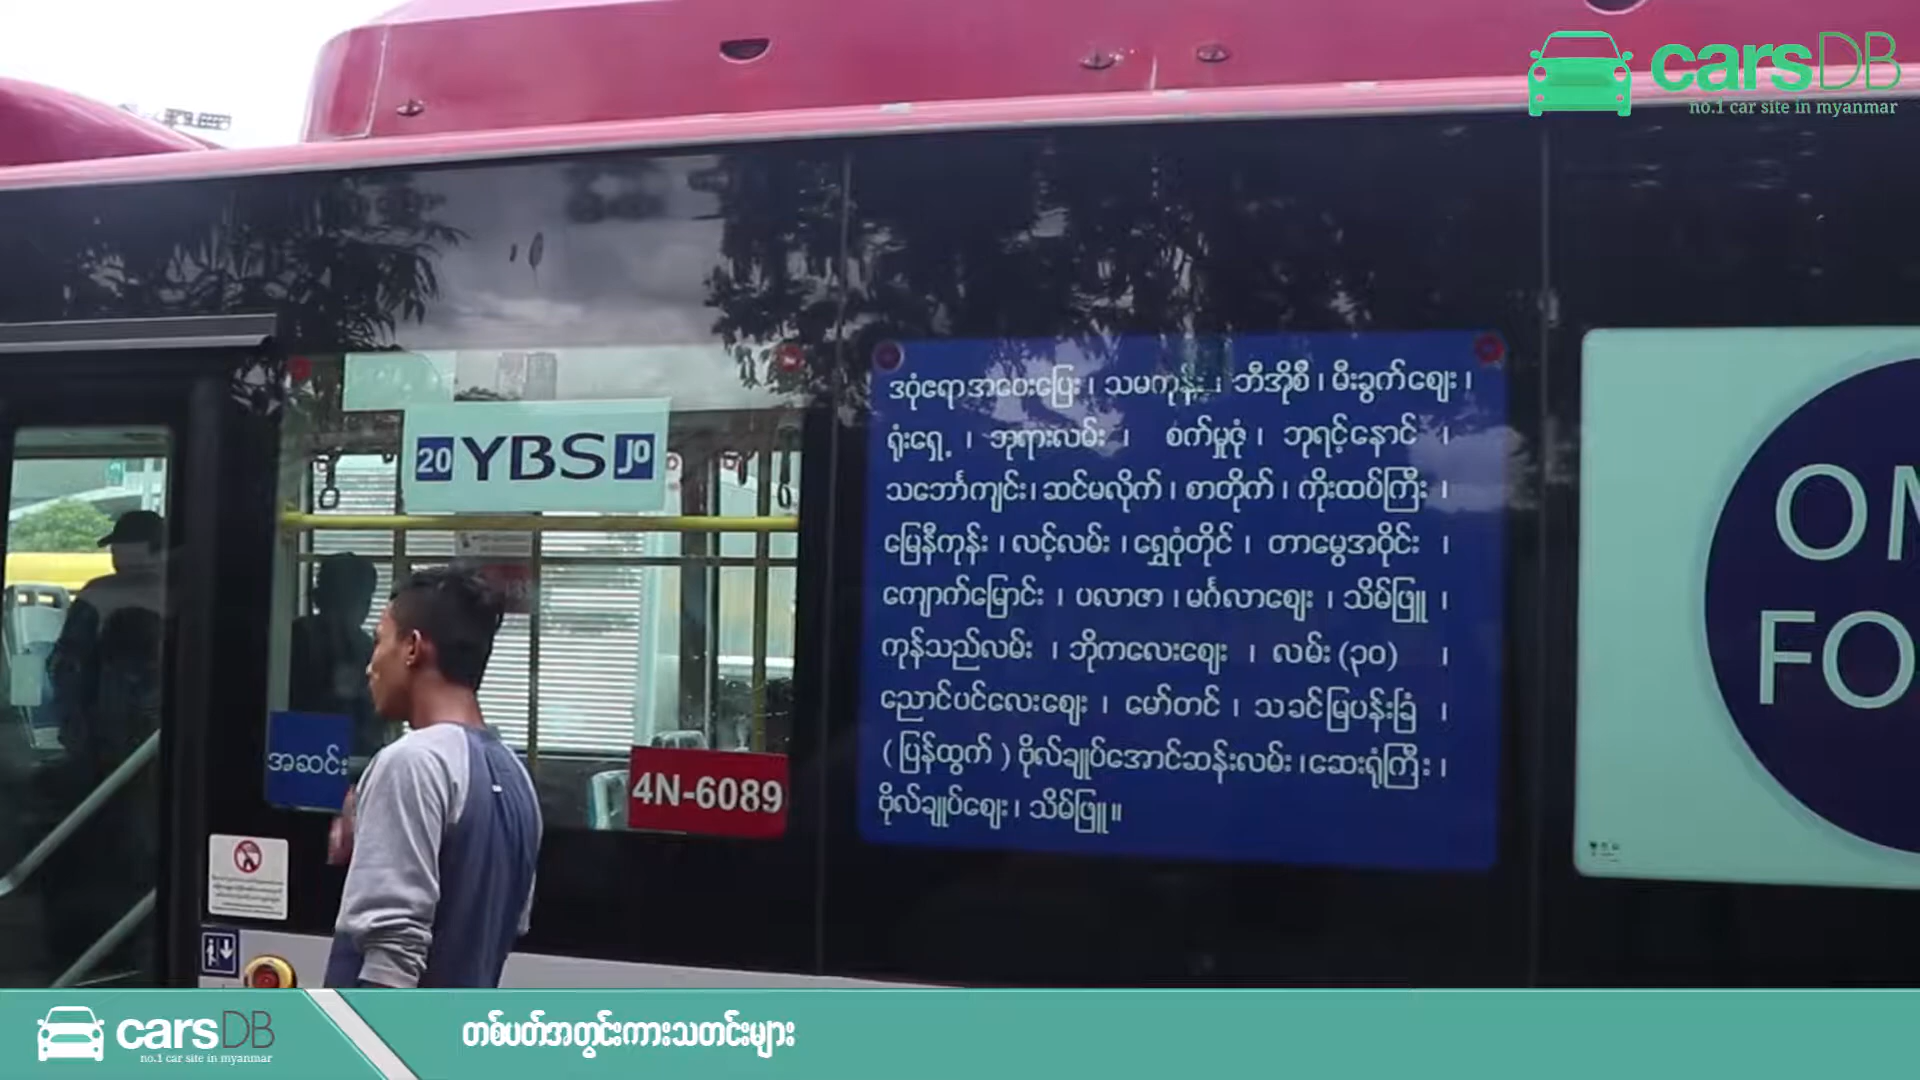 carsDB
no.1 car site in myanmar
20 YBS ၂၀
အဆင်း
4N-6089
ဒဂုံဧရာအဝေးပြေး ၊ သမကုန်း ၊ ဘီအိုစီ ၊ မီးခွက်ဈေး ၊
ရုံးရှေ့ ၊ ဘုရားလမ်း ၊ စက်မှုဇုံ ၊ ဘုရင့်နောင် ၊
သင်္ဘောကျင်း ၊ ဆင်မလိုက် ၊ စာတိုက် ၊ ကိုးထပ်ကြီး ၊
မြေနီကုန်း ၊ လင့်လမ်း ၊ ရွှေဂုံတိုင် ၊ တာမွေအဝိုင်း ၊
ကျောက်မြောင်း ၊ ပလာဇာ ၊ မင်္ဂလာဈေး ၊ သိမ်ဖြူ ၊
ကုန်သည်လမ်း ၊ ဘိုကလေးဈေး ၊ လမ်း (၃၀) ၊
ညောင်ပင်လေးဈေး ၊ မော်တင် ၊ သခင်မြပန်းခြံ ၊
( ပြန်ထွက် ) ဗိုလ်ချုပ်အောင်ဆန်းလမ်း ၊ ဆေးရုံကြီး ၊
ဗိုလ်ချုပ်ဈေး ၊ သိမ်ဖြူ ။
FO
carsDB
no.1 car site in myanmar
တစ်ပတ်အတွင်းကားသတင်းများ